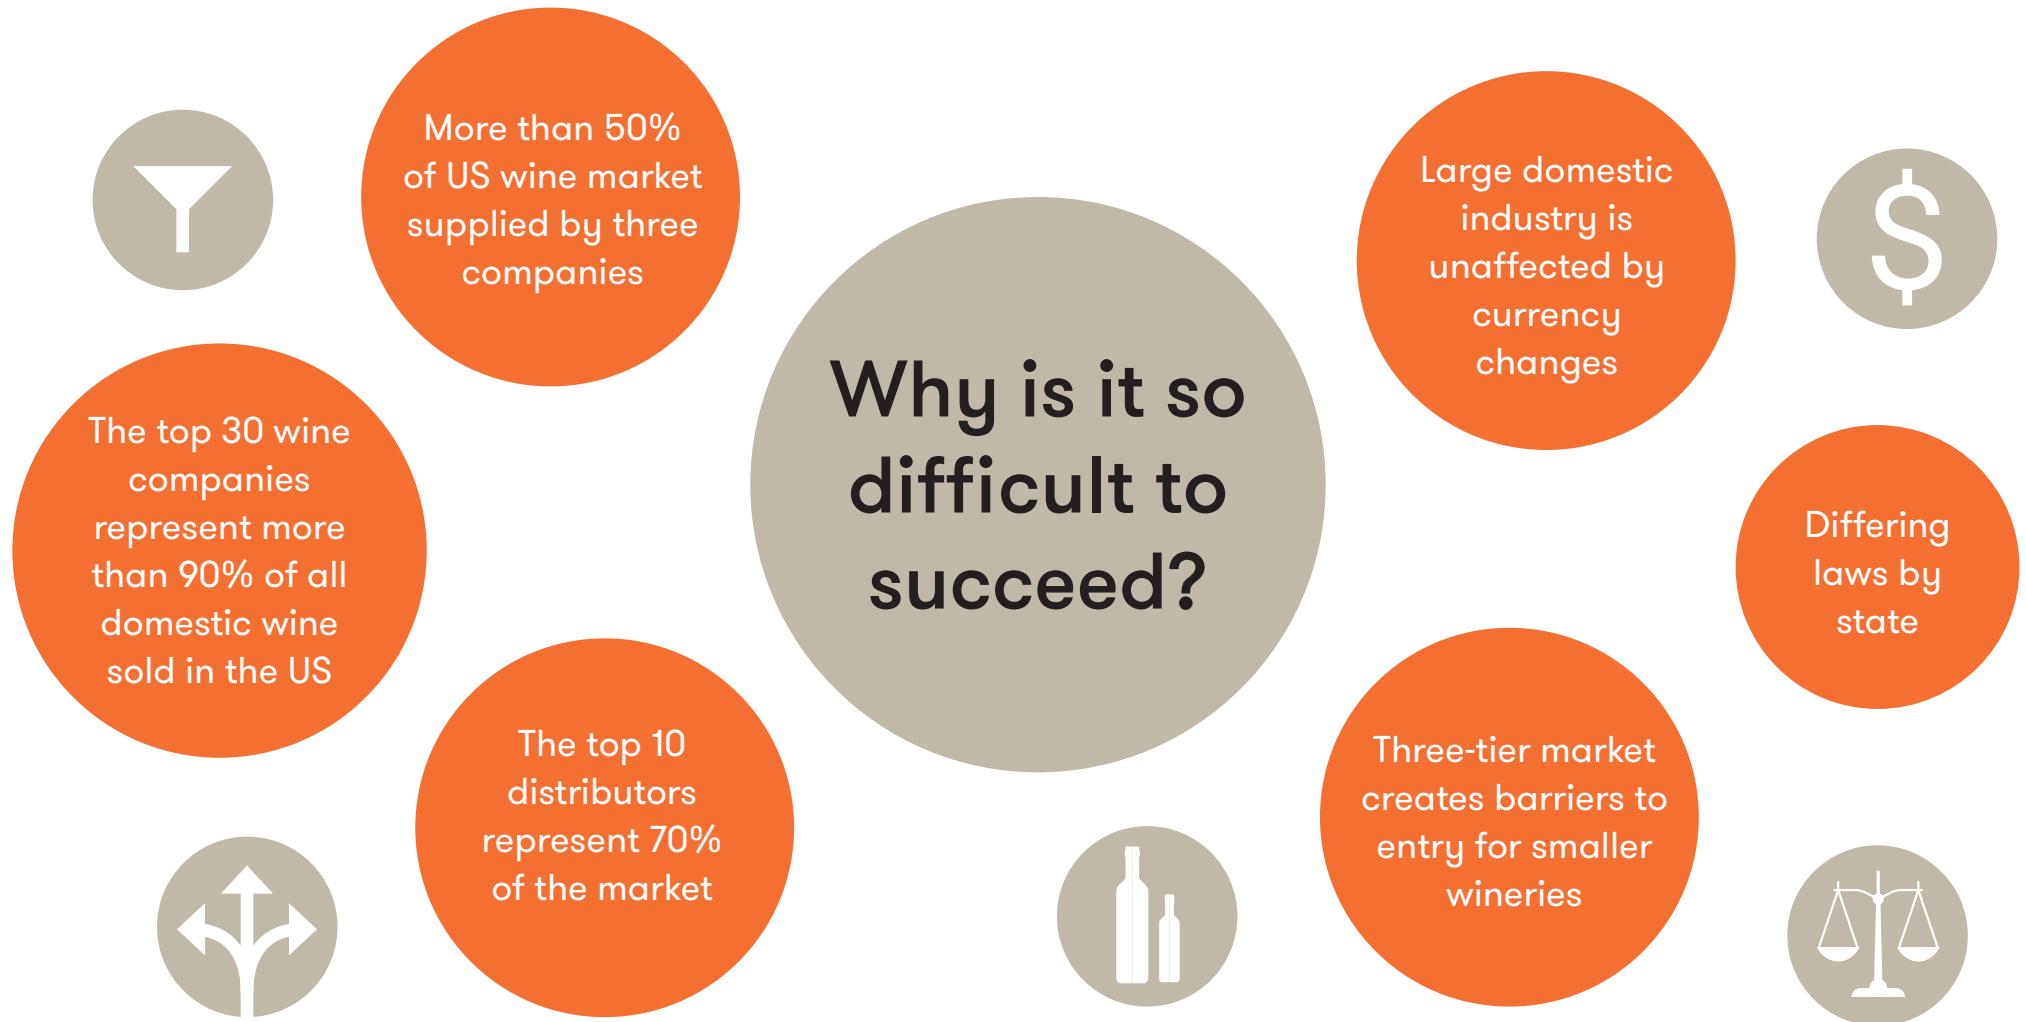 More than 50%
of US wine market
supplied by three
companies
The top 30 wine
companies
represent more
than 90% of all
domestic wine
sold in the US
The top 10
distributors
represent 70%
of the market
Why is it so
difficult to
succeed?
Large domestic
industry is
unaffected by
currency
changes
$
Differing
laws by
state
Three-tier market
creates barriers to
entry for smaller
wineries